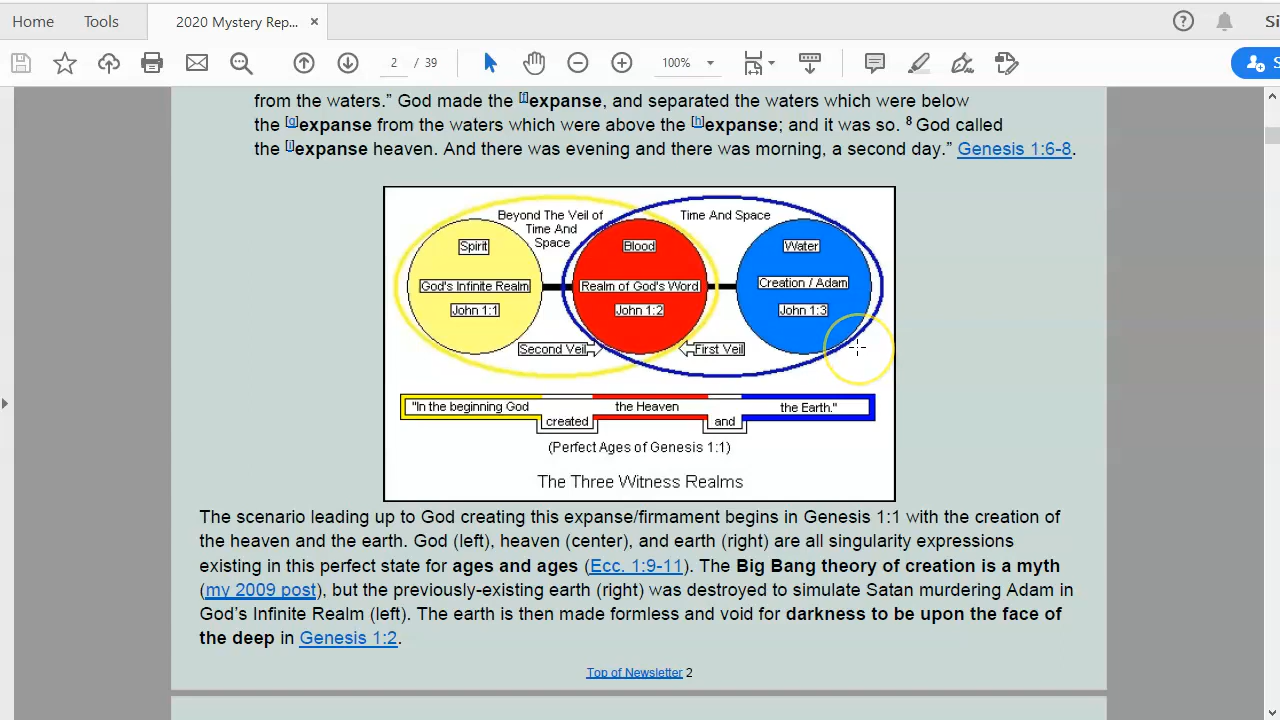 Home Tools 2020 Mystery Rep... × Si
2 / 39 100% S
from the waters.” God made the [f]expanse, and separated the waters which were below
the [g]expanse from the waters which were above the [h]expanse; and it was so. 8 God called
the [i]expanse heaven. And there was evening and there was morning, a second day.” Genesis 1:6-8.
Beyond The Veil of
Time And
Space
Time And Space
Spirit
Blood
Water
God's Infinite Realm
Realm of God's Word
Creation / Adam
John 1:1
John 1:2
John 1:3
Second Veil
First Veil
"In the beginning God created the Heaven and the Earth."
(Perfect Ages of Genesis 1:1)
The Three Witness Realms
The scenario leading up to God creating this expanse/firmament begins in Genesis 1:1 with the creation of
the heaven and the earth. God (left), heaven (center), and earth (right) are all singularity expressions
existing in this perfect state for ages and ages (Ecc. 1:9-11). The Big Bang theory of creation is a myth
(my 2009 post), but the previously-existing earth (right) was destroyed to simulate Satan murdering Adam in
God’s Infinite Realm (left). The earth is then made formless and void for darkness to be upon the face of
the deep in Genesis 1:2.
Top of Newsletter 2